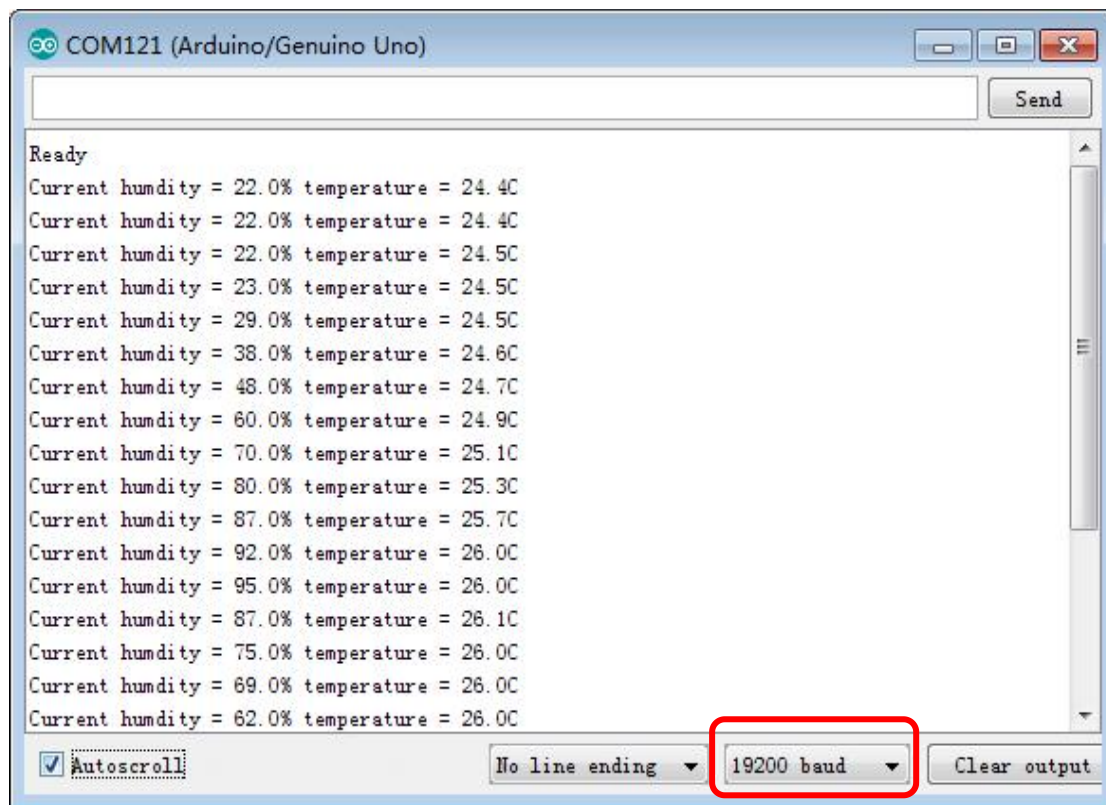 COM121 (Arduino/Genuino Uno)
Send
Ready
Current humdity = 22.0% temperature = 24.4C
Current humdity = 22.0% temperature = 24.4C
Current humdity = 22.0% temperature = 24.5C
Current humdity = 23.0% temperature = 24.5C
Current humdity = 29.0% temperature = 24.5C
Current humdity = 38.0% temperature = 24.6C
Current humdity = 48.0% temperature = 24.7C
Current humdity = 60.0% temperature = 24.9C
Current humdity = 70.0% temperature = 25.1C
Current humdity = 80.0% temperature = 25.3C
Current humdity = 87.0% temperature = 25.7C
Current humdity = 92.0% temperature = 26.0C
Current humdity = 95.0% temperature = 26.0C
Current humdity = 87.0% temperature = 26.1C
Current humdity = 75.0% temperature = 26.0C
Current humdity = 69.0% temperature = 26.0C
Current humdity = 62.0% temperature = 26.0C
Autoscroll No line ending 19200 baud Clear output